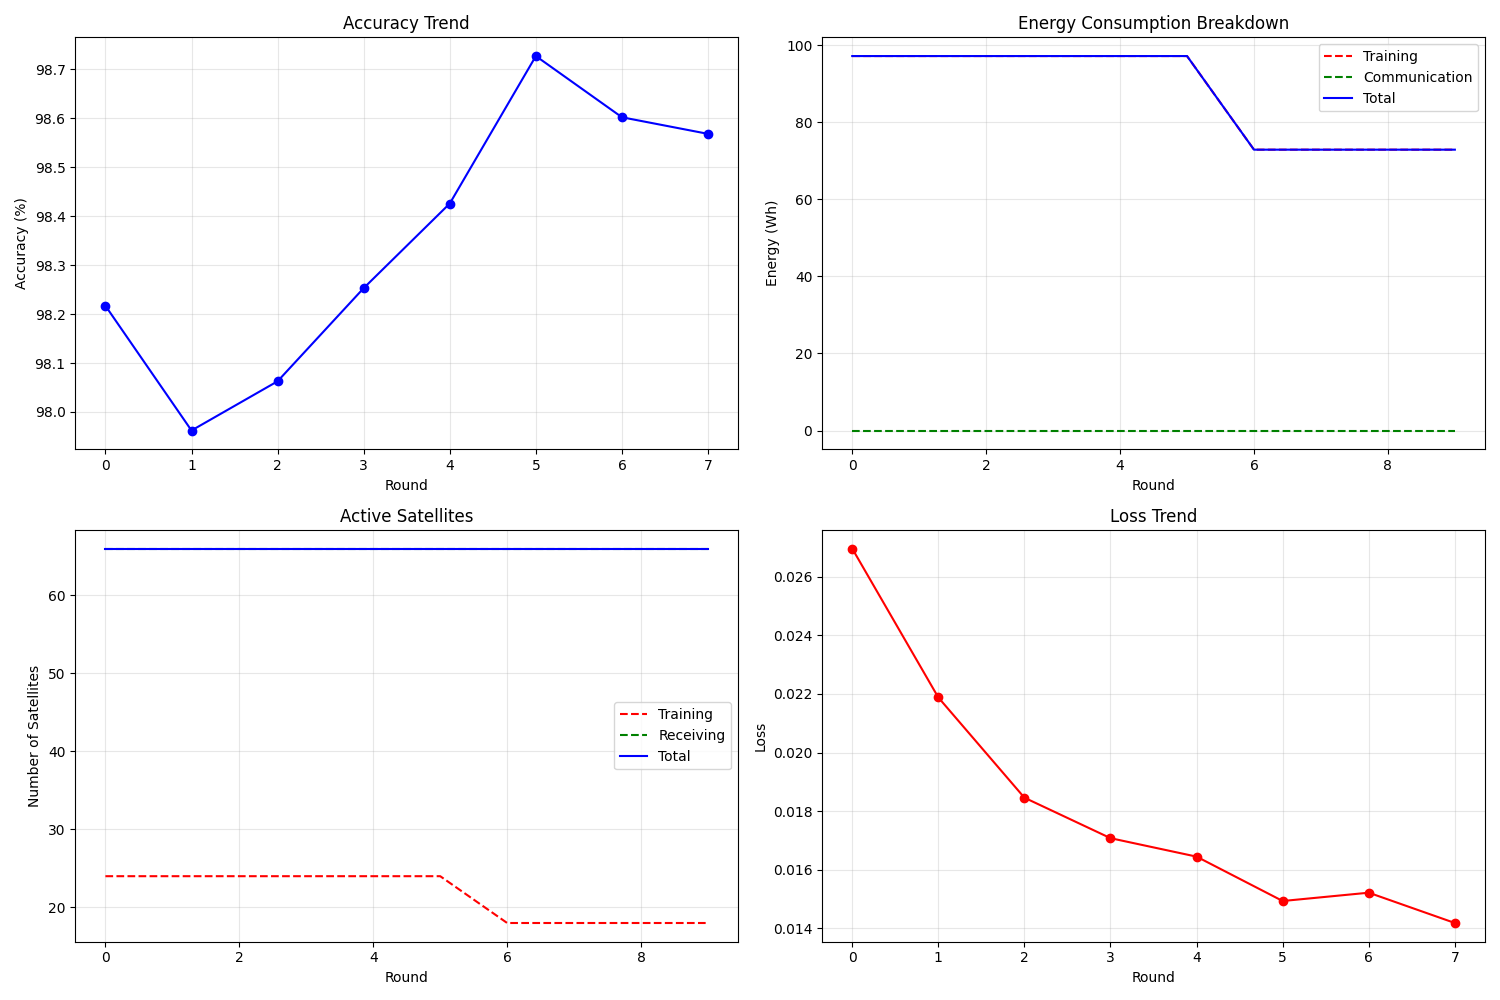 Accuracy Trend
98.7
98.6
98.5
98.4
98.3
98.2
98.1
98.0
Accuracy (%)
0 1 2 3 4 5 6 7
Round
Energy Consumption Breakdown
100
80
60
40
20
0
Energy (Wh)
Training
Communication
Total
0 2 4 6 8
Round
Active Satellites
60
50
40
30
20
Number of Satellites
Training
Receiving
Total
0 2 4 6 8
Round
Loss Trend
0.026
0.024
0.022
0.020
0.018
0.016
0.014
Loss
0 1 2 3 4 5 6 7
Round